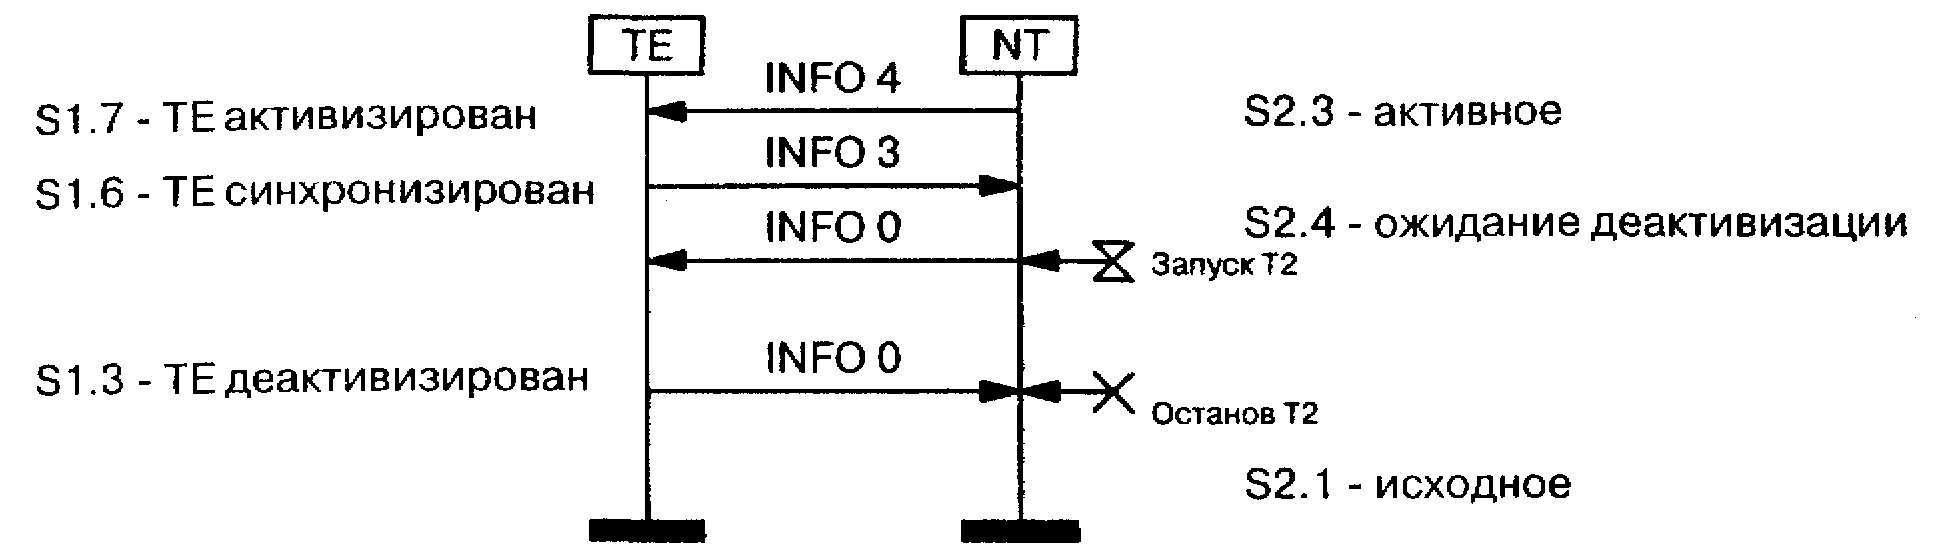 TE
NT
INFO 4
S1.7 - TE активизирован
S2.3 - активное
INFO 3
S1.6 - TE синхронизирован
INFO 0
S2.4 - ожидание деактивизации
Запуск T2
INFO 0
S1.3 - TE деактивизирован
Останов T2
S2.1 - исходное